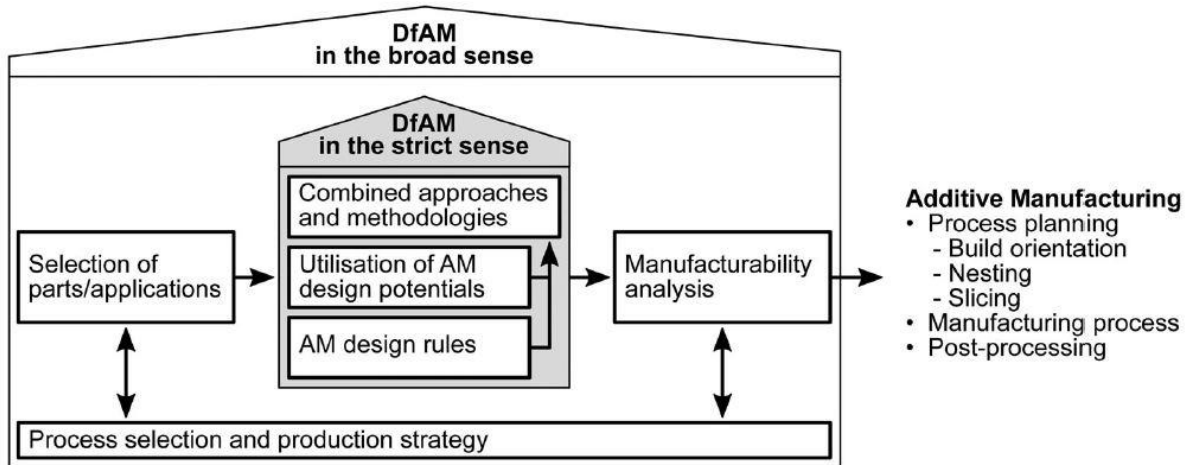 DfAM
in the broad sense
DfAM
in the strict sense
Combined approaches
and methodologies
Selection of
parts/applications
Utilisation of AM
design potentials
AM design rules
Manufacturability
analysis
Process selection and production strategy
Additive Manufacturing
• Process planning
- Build orientation
- Nesting
- Slicing
• Manufacturing process
• Post-processing